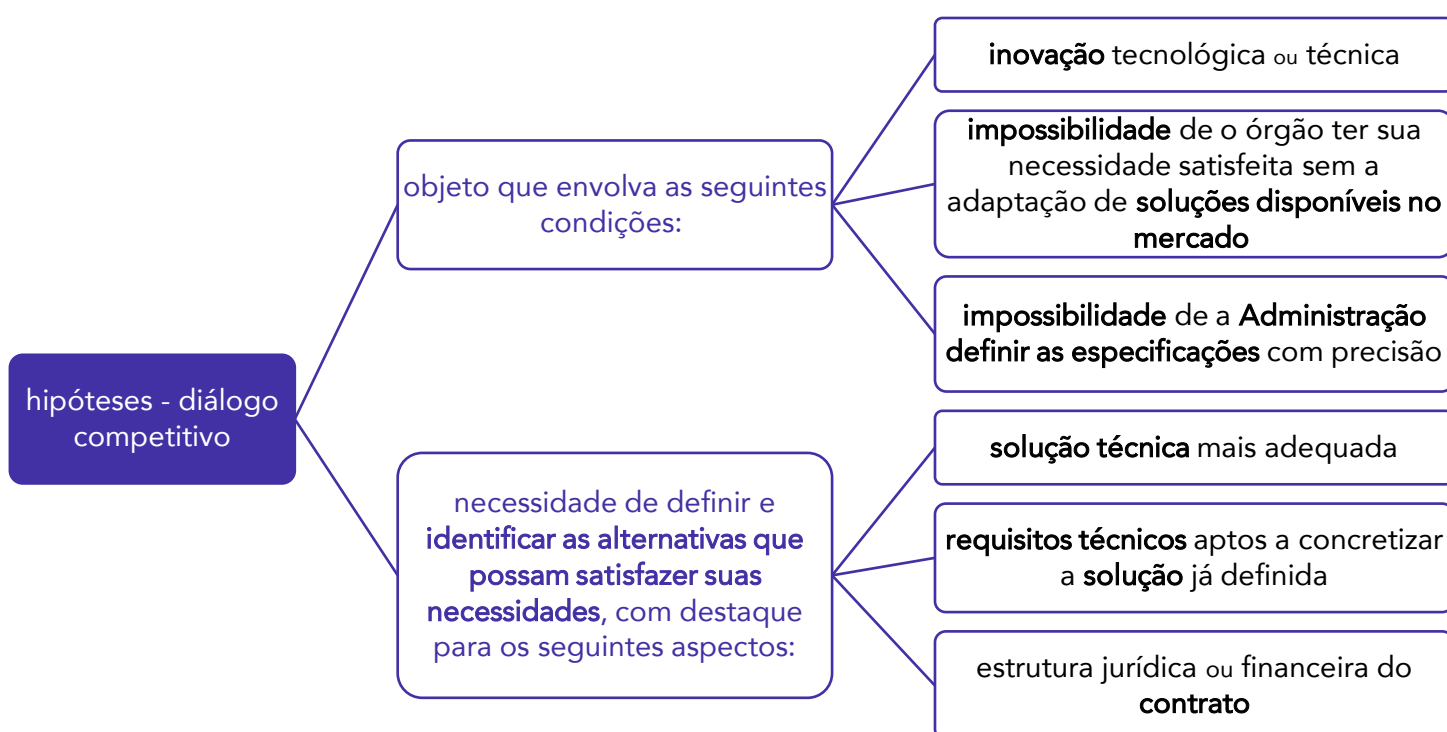 hipóteses - diálogo
competitivo
objeto que envolva as seguintes
condições:
inovação tecnológica ou técnica
impossibilidade de o órgão ter sua
necessidade satisfeita sem a
adaptação de soluções disponíveis no
mercado
impossibilidade de a Administração
definir as especificações com precisão
necessidade de definir e
identificar as alternativas que
possam satisfazer suas
necessidades, com destaque
para os seguintes aspectos:
solução técnica mais adequada
requisitos técnicos aptos a concretizar
a solução já definida
estrutura jurídica ou financeira do
contrato